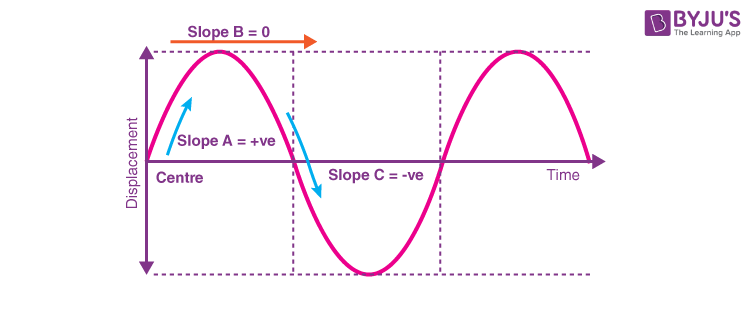 BYJU'S
The Learning App
Slope B = 0
Slope A = +ve
Displacement
Centre
Slope C = -ve
Time